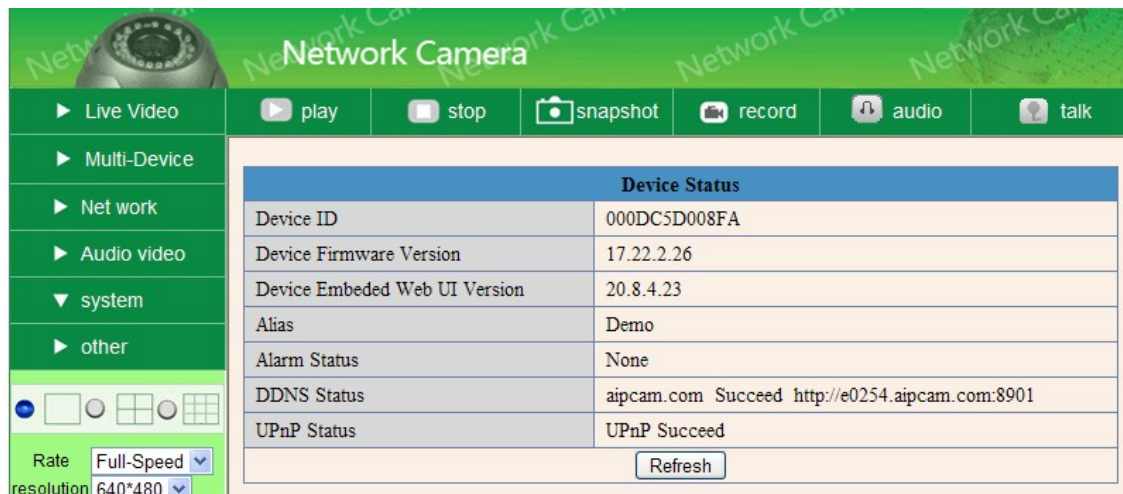 Network Camera
Live Video
play
stop
snapshot
record
audio
talk
Multi-Device
Net work
Audio video
system
other
Device Status
Device ID 000DC5D008FA
Device Firmware Version 17.22.2.26
Device Embeded Web UI Version 20.8.4.23
Alias Demo
Alarm Status None
DDNS Status aipcam.com Succeed http://e0254.aipcam.com:8901
UPnP Status UPnP Succeed
Refresh
Rate Full-Speed
resolution 640*480